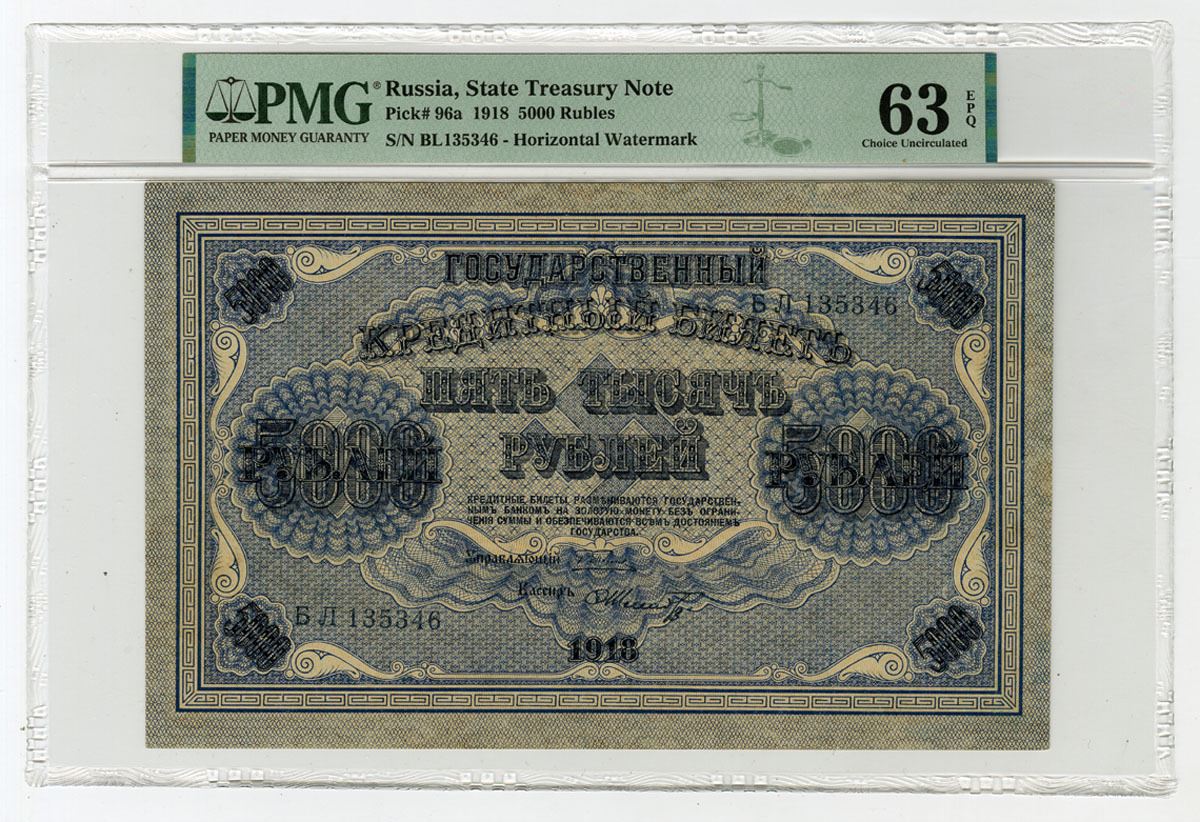 PMG®
PAPER MONEY GUARANTY
Russia, State Treasury Note
Pick# 96a 1918 5000 Rubles
S/N BL135346 - Horizontal Watermark
63
EPQ
Choice Uncirculated
5000
ГОСУДАРСТВЕННЫЙ
5000
БЛ 135346
КРЕДИТНЫЙ БИЛЕТЪ
ПЯТЬ ТЫСЯЧЪ
РУБЛЕЙ
5000
РУБЛЕЙ
5000
РУБЛЕЙ
КРЕДИТНЫЕ БИЛЕТЫ РАЗМѢНИВАЮТСЯ ГОСУДАРСТВЕН-
НЫМЪ БАНКОМЪ НА ЗОЛОТУЮ МОНЕТУ БЕЗЪ ОГРАНИ-
ЧЕНІЯ СУММЫ И ОБЕЗПЕЧИВАЮТСЯ ВСѢМЪ ДОСТОЯНІЕМЪ
ГОСУДАРСТВА.
Управляющій
Кассиръ
5000
БЛ 135346
1918
5000